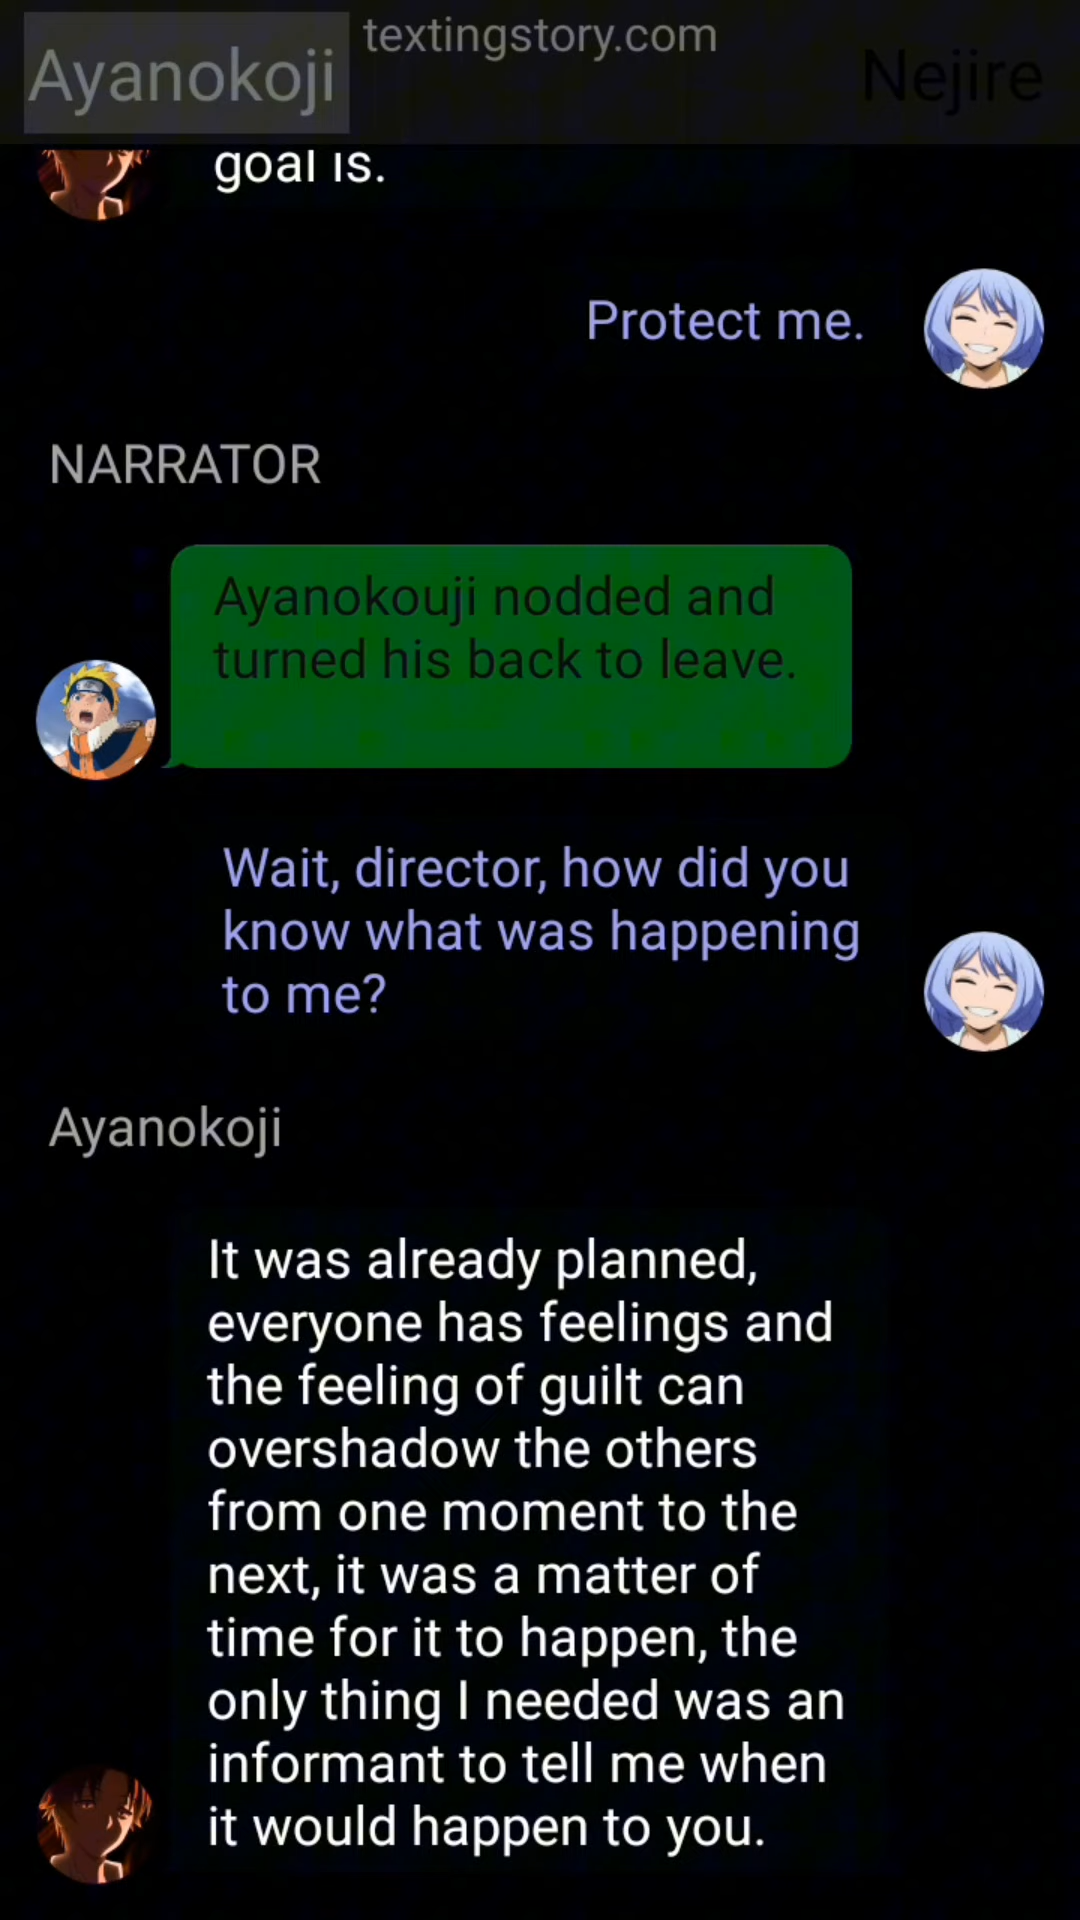 textingstory.com
Ayanokoji
Nejire
goal is.
Protect me.
NARRATOR
Ayanokouji nodded and
turned his back to leave.
Wait, director, how did you
know what was happening
to me?
Ayanokoji
It was already planned,
everyone has feelings and
the feeling of guilt can
overshadow the others
from one moment to the
next, it was a matter of
time for it to happen, the
only thing I needed was an
informant to tell me when
it would happen to you.